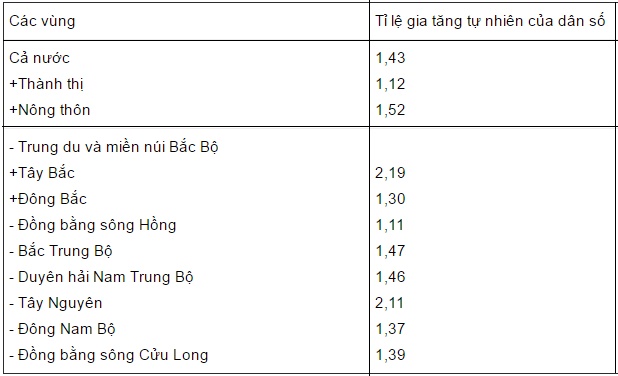 Các vùng Tỉ lệ gia tăng tự nhiên của dân số
Cả nước 1,43
+Thành thị 1,12
+Nông thôn 1,52
- Trung du và miền núi Bắc Bộ
+Tây Bắc 2,19
+Đông Bắc 1,30
- Đồng bằng sông Hồng 1,11
- Bắc Trung Bộ 1,47
- Duyên hải Nam Trung Bộ 1,46
- Tây Nguyên 2,11
- Đông Nam Bộ 1,37
- Đồng bằng sông Cửu Long 1,39